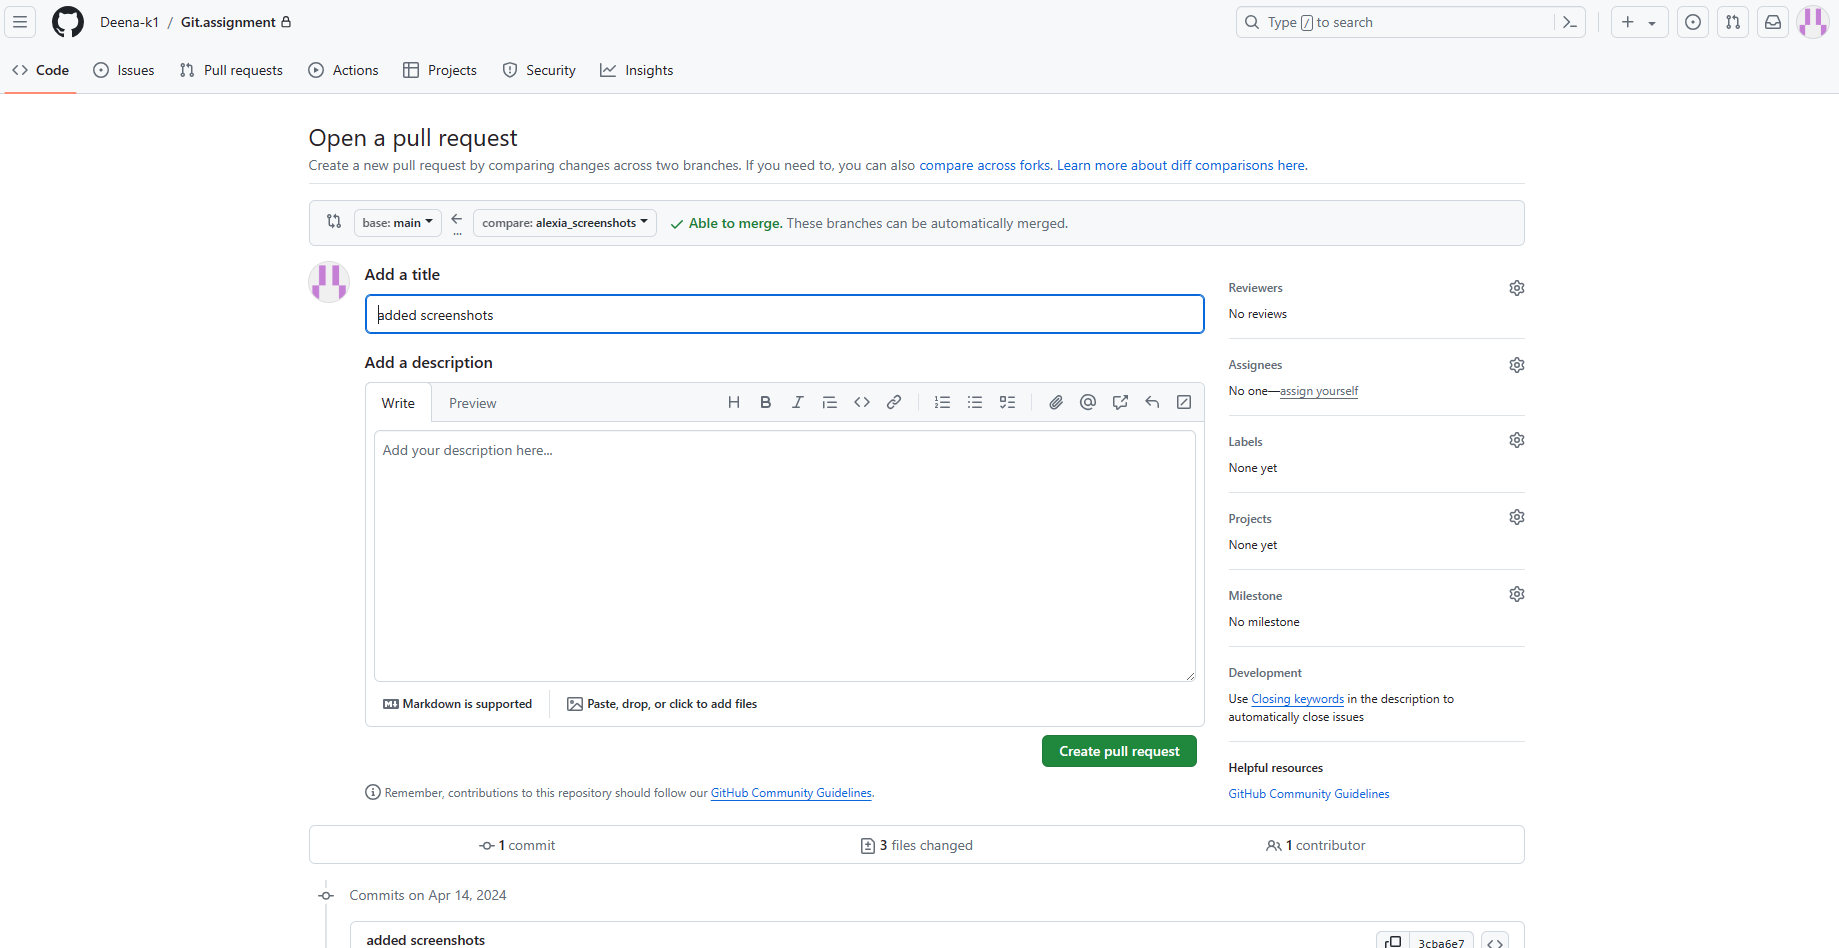 Deena-k1 / Git.assignment
Type / to search
Code Issues Pull requests Actions Projects Security Insights
Open a pull request
Create a new pull request by comparing changes across two branches. If you need to, you can also compare across forks. Learn more about diff comparisons here.
base: main ← ... compare: alexia_screenshots Able to merge. These branches can be automatically merged.
Add a title
added screenshots
Add a description
Write Preview
Add your description here...
Markdown is supported Paste, drop, or click to add files
Create pull request
Remember, contributions to this repository should follow our GitHub Community Guidelines.
Reviewers
No reviews
Assignees
No one—assign yourself
Labels
None yet
Projects
None yet
Milestone
No milestone
Development
Use Closing keywords in the description to
automatically close issues
Helpful resources
GitHub Community Guidelines
1 commit 3 files changed 1 contributor
Commits on Apr 14, 2024
added screenshots
3cba6e7